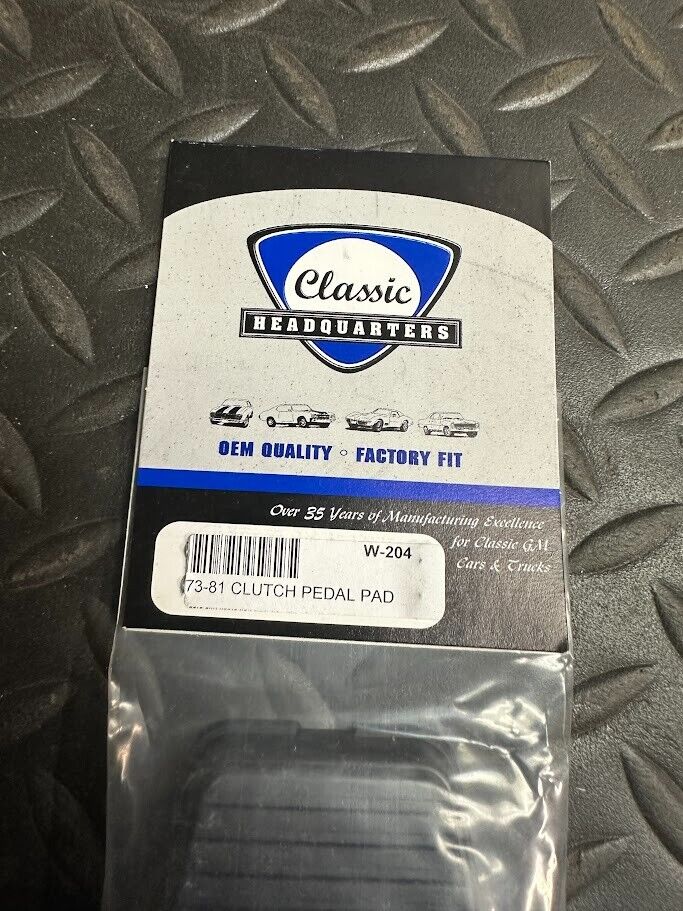 Classic
HEADQUARTERS
OEM QUALITY ◦ FACTORY FIT
Over 35 Years of Manufacturing Excellence
for Classic GM
Cars & Trucks
W-204
73-81 CLUTCH PEDAL PAD